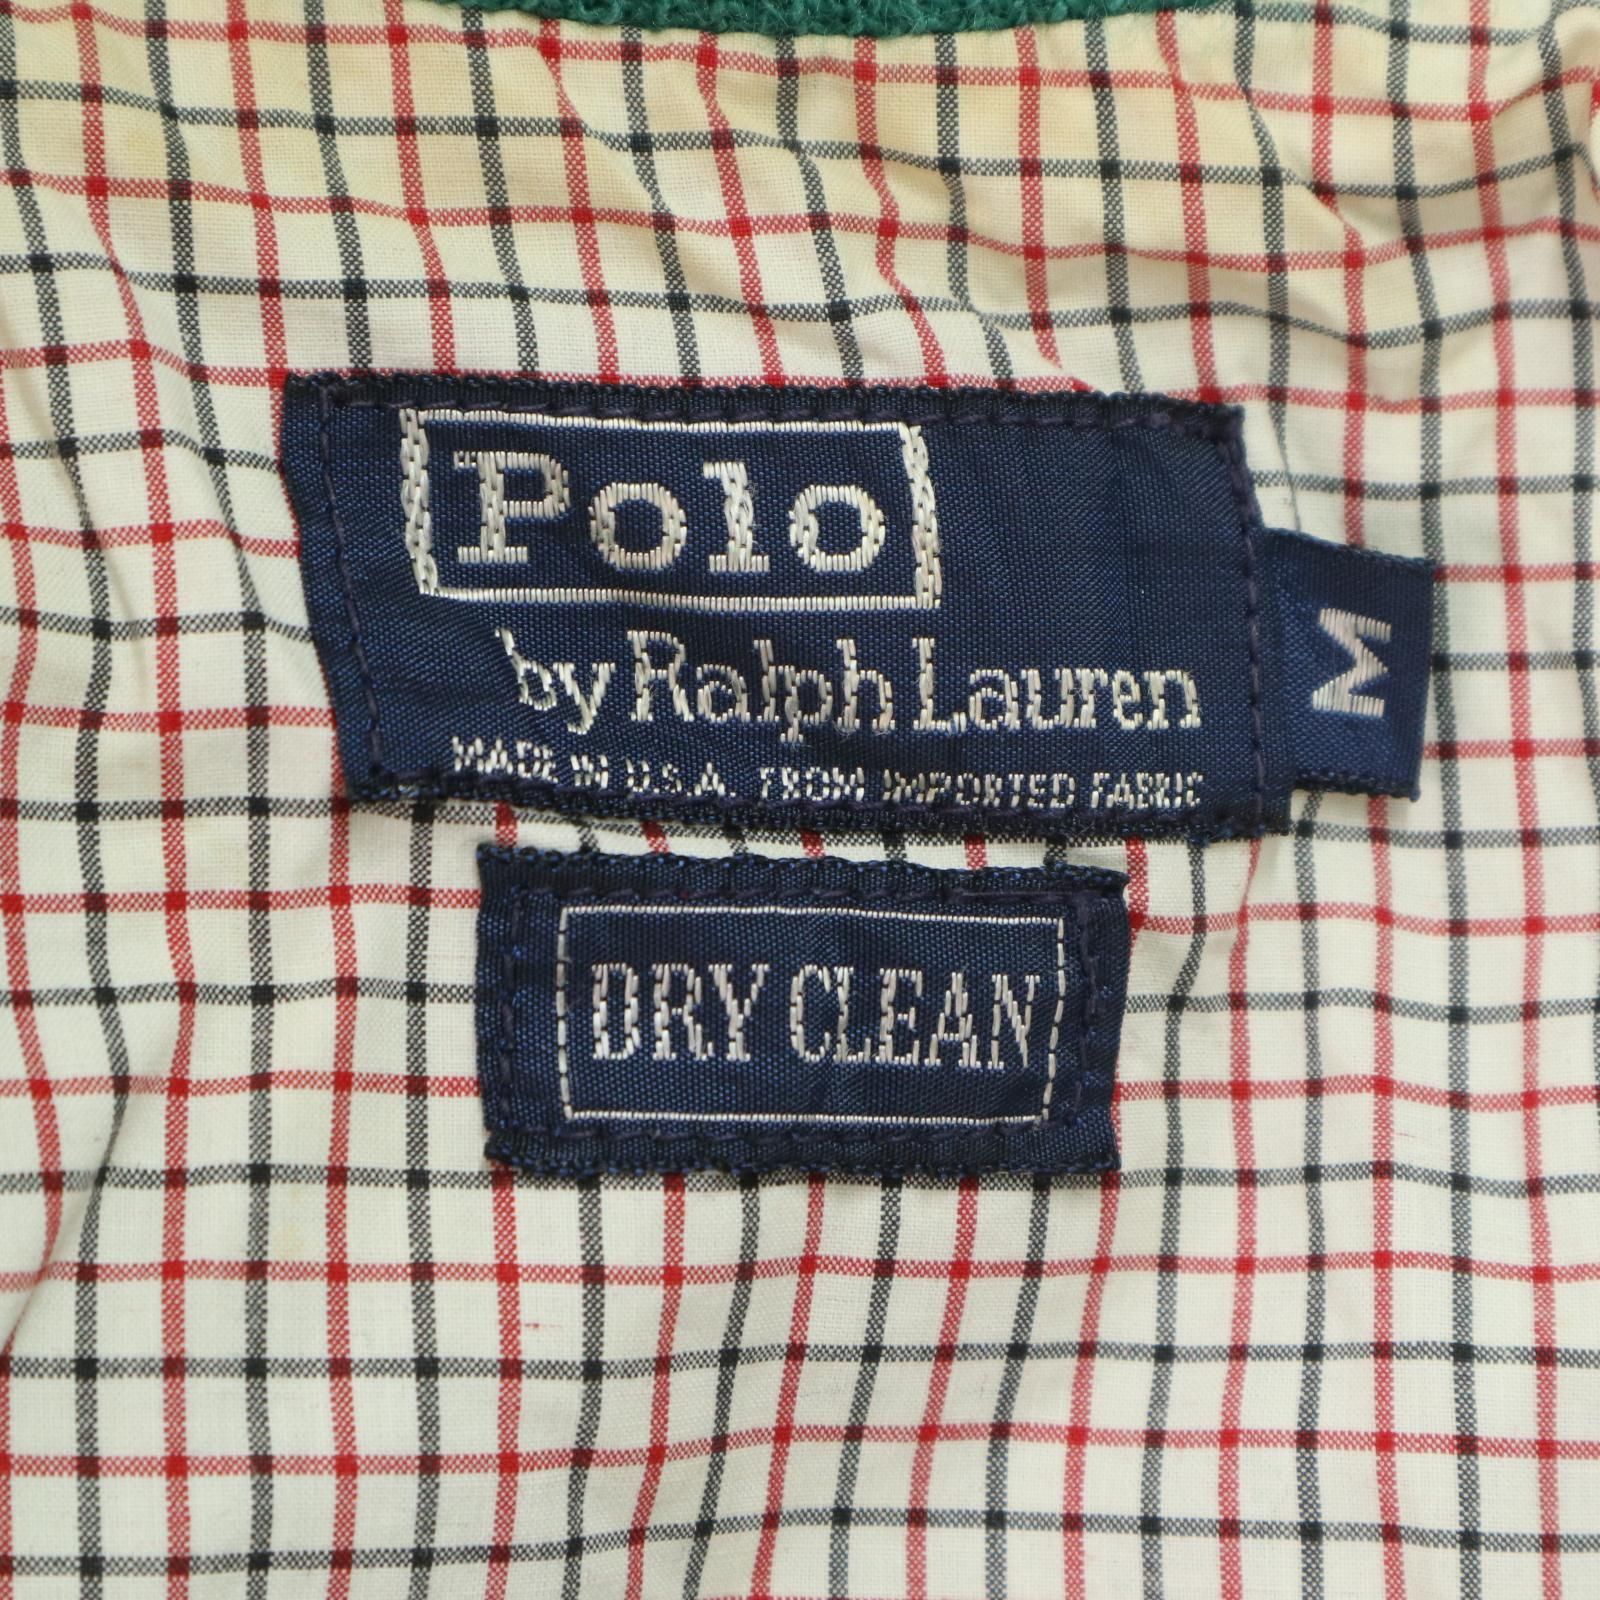 Polo
by Ralph Lauren
MADE IN U.S.A. FROM IMPORTED FABRIC
M
DRY CLEAN